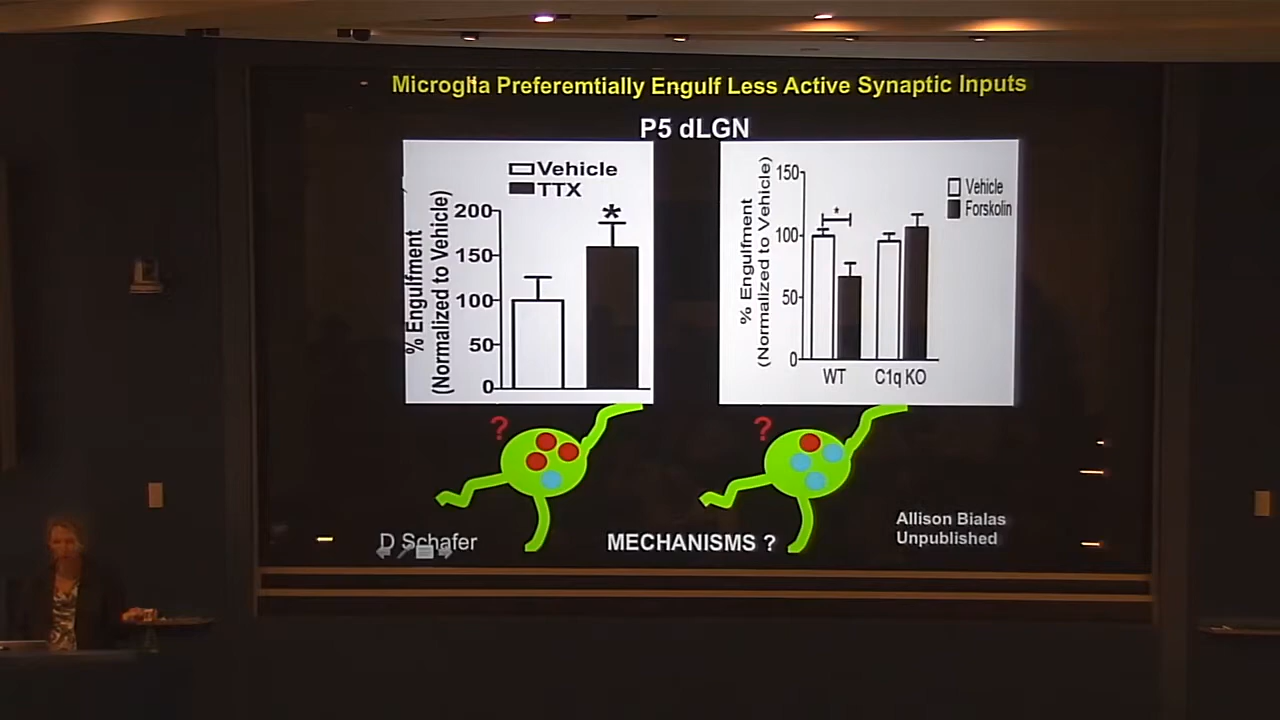 Microglia Preferemtially Engulf Less Active Synaptic Inputs
P5 dLGN
Vehicle
TTX
% Engulfment
(Normalized to Vehicle)
200
150
100
50
0
*
% Engulfment
(Normalized to Vehicle)
150
100
50
0
*
WT
C1q KO
Vehicle
Forskolin
?
?
D Schafer
MECHANISMS ?
Allison Bialas
Unpublished